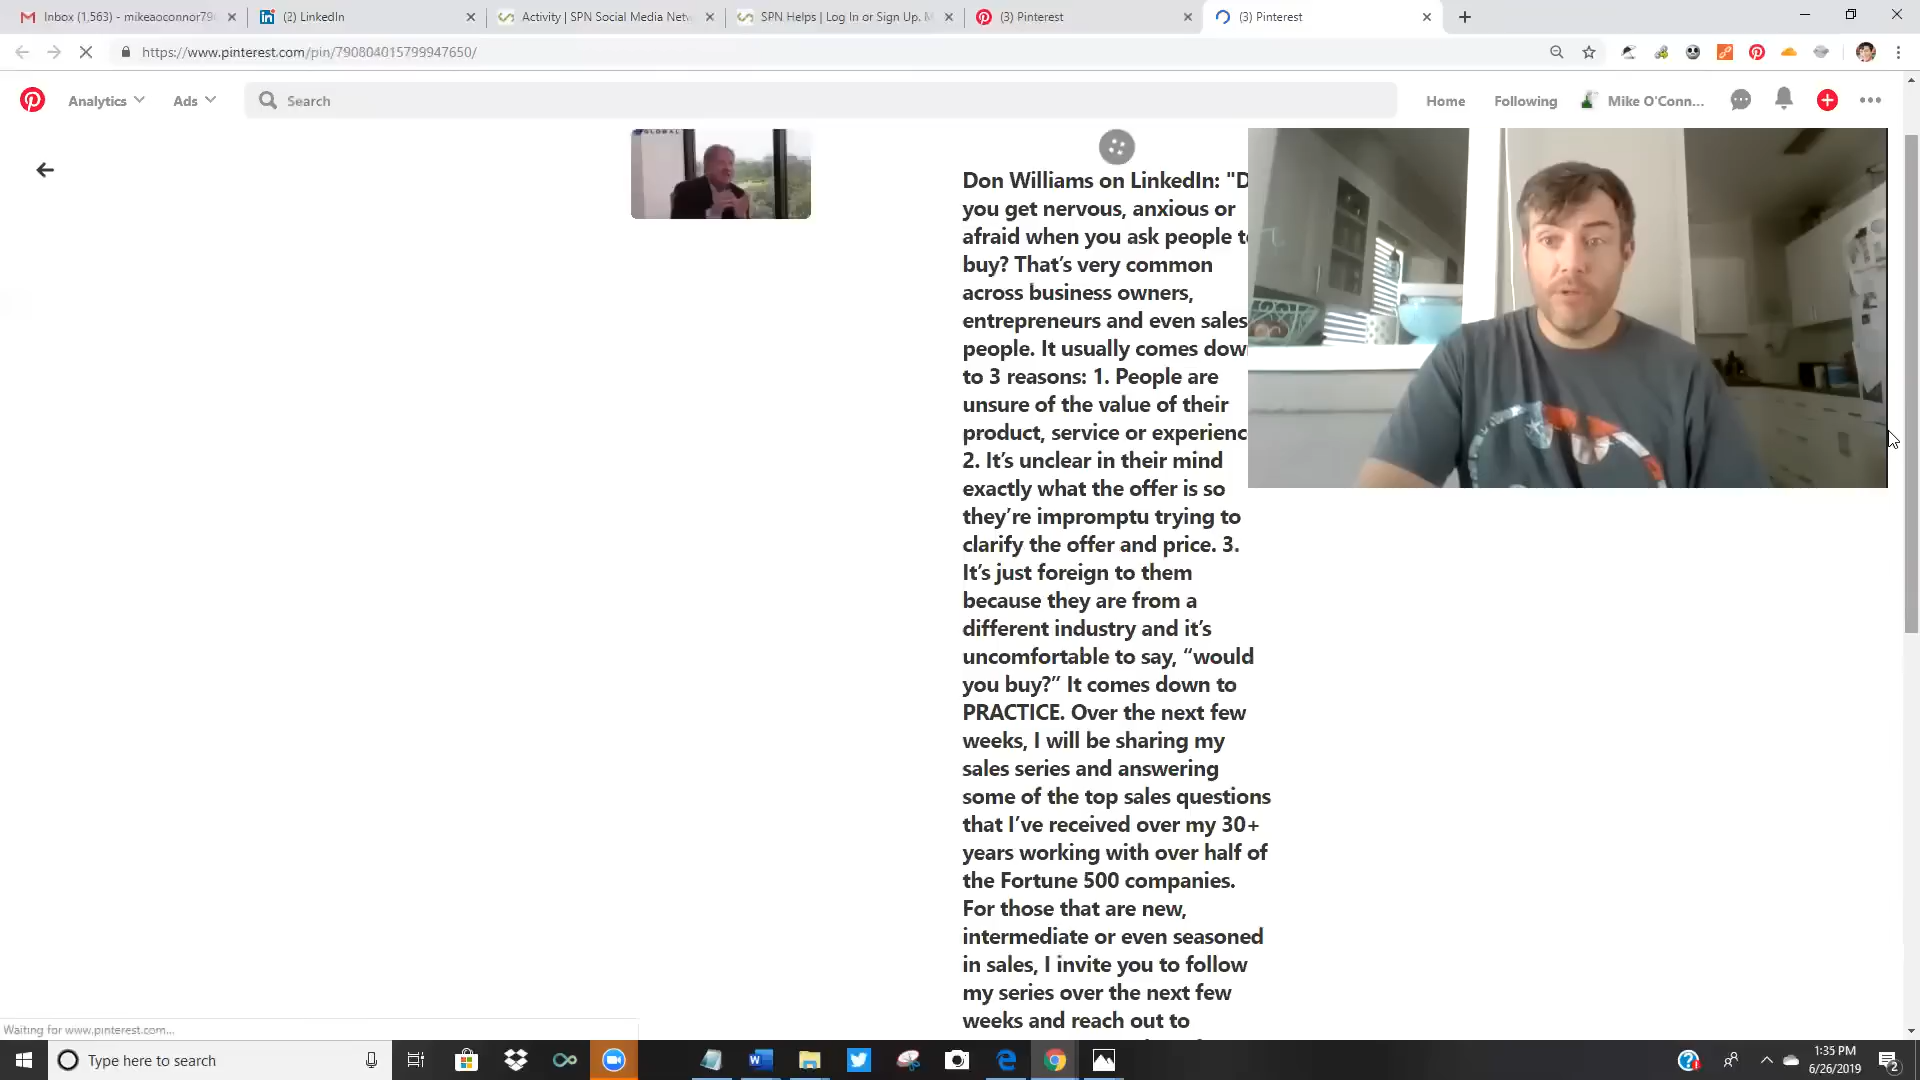 Inbox (1,563) - mikeaoconnor79
(2) LinkedIn
Activity | SPN Social Media Netw
SPN Helps | Log In or Sign Up, M
(3) Pinterest
(3) Pinterest
https://www.pinterest.com/pin/790804015799947650/
Analytics
Ads
Search
Home
Following
Mike O'Conn...
GLOBAL
Don Williams on LinkedIn: "D
you get nervous, anxious or
afraid when you ask people t
buy? That’s very common
across business owners,
entrepreneurs and even sales
people. It usually comes dow
to 3 reasons: 1. People are
unsure of the value of their
product, service or experienc
2. It’s unclear in their mind
exactly what the offer is so
they’re impromptu trying to
clarify the offer and price. 3.
It’s just foreign to them
because they are from a
different industry and it’s
uncomfortable to say, “would
you buy?” It comes down to
PRACTICE. Over the next few
weeks, I will be sharing my
sales series and answering
some of the top sales questions
that I’ve received over my 30+
years working with over half of
the Fortune 500 companies.
For those that are new,
intermediate or even seasoned
in sales, I invite you to follow
my series over the next few
weeks and reach out to
Waiting for www.pinterest.com...
Type here to search
1:35 PM
6/26/2019
2